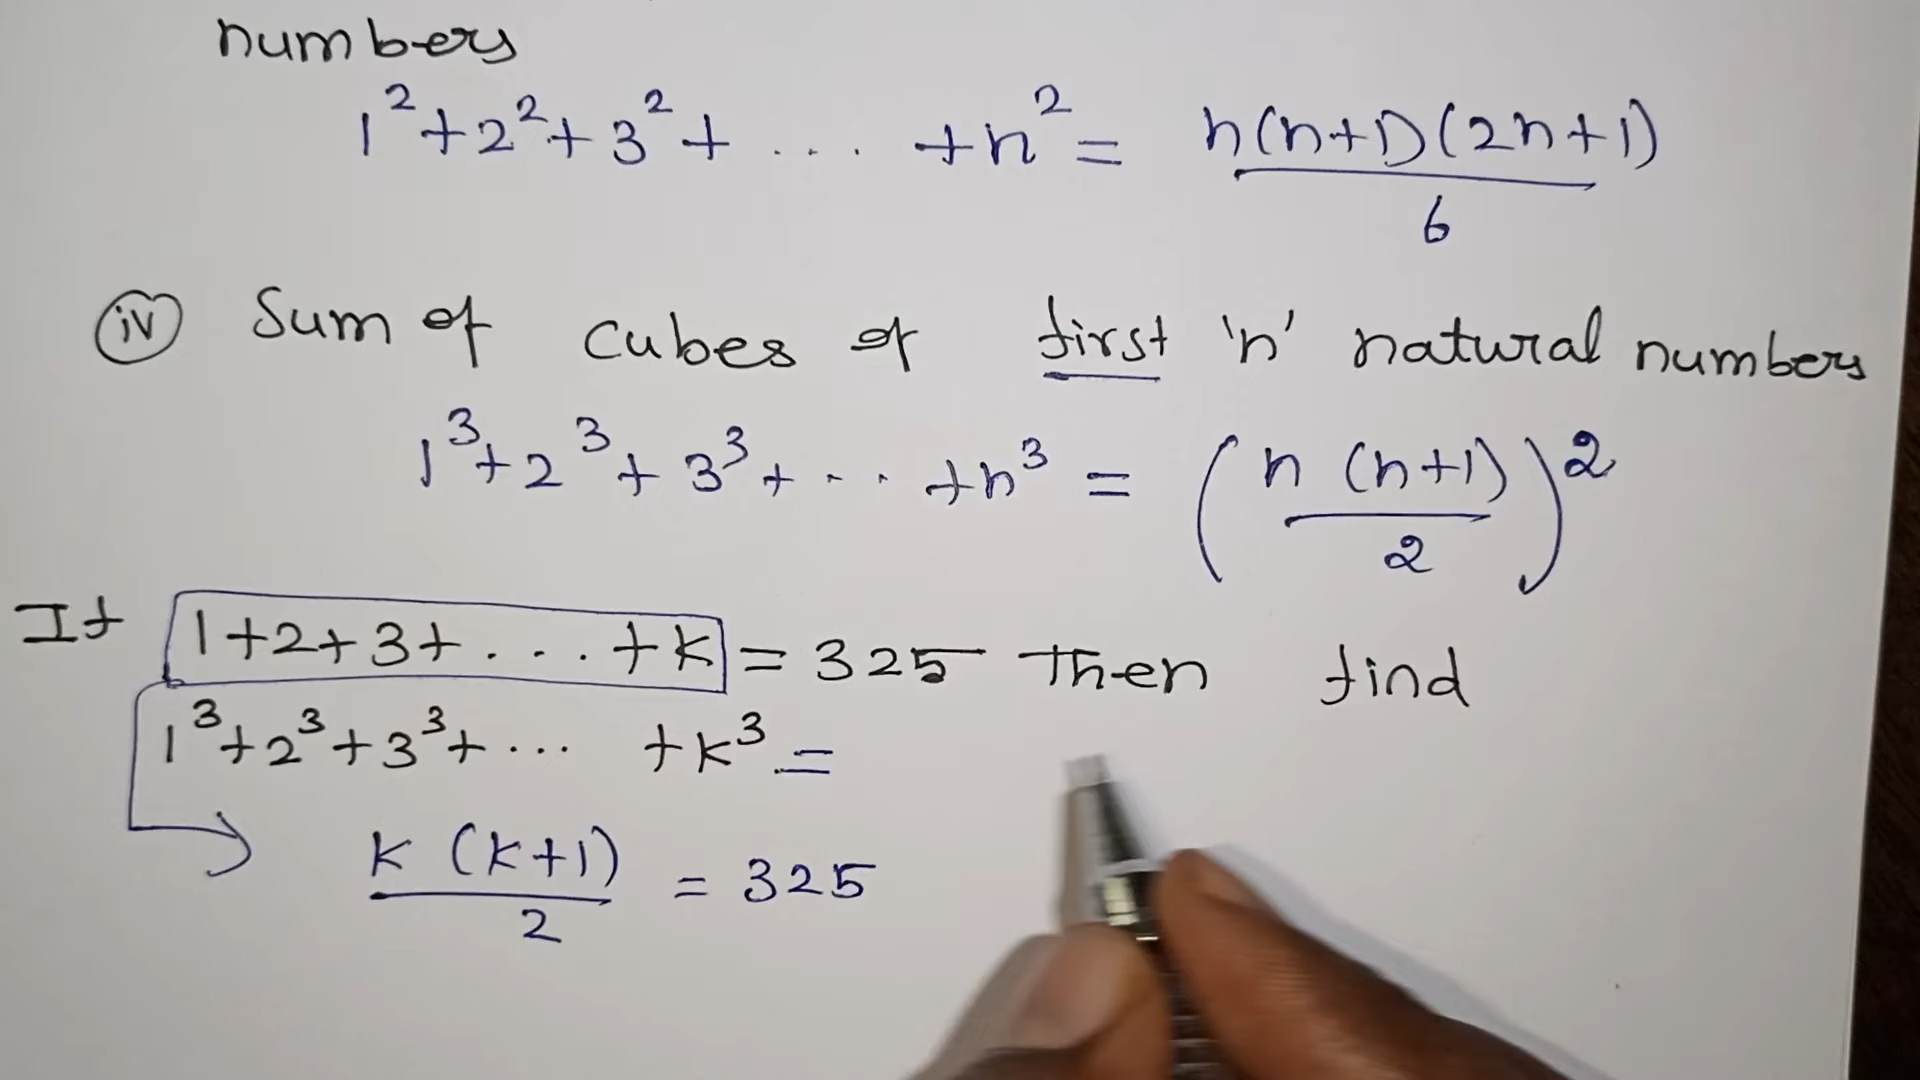 numbers
1² + 2² + 3² + ... + n² = n(n+1)(2n+1)/6
(iv) Sum of cubes of first 'n' natural numbers
1³ + 2³ + 3³ + .. + n³ = (n (n+1)/2)²
If 1+2+3+ . . . + k = 325 Then find
1³ + 2³ + 3³ + ... + k³ =
k (k+1)/2 = 325